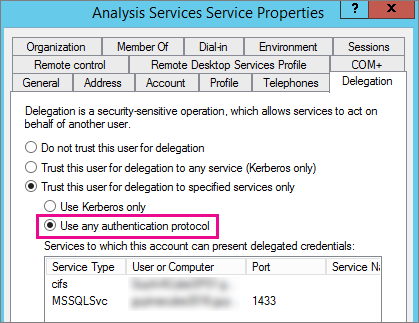 Analysis Services Service Properties
?
x
Organization Member Of Dial-in Environment Sessions
Remote control Remote Desktop Services Profile COM+
General Address Account Profile Telephones Delegation
Delegation is a security-sensitive operation, which allows services to act on
behalf of another user.
Do not trust this user for delegation
Trust this user for delegation to any service (Kerberos only)
Trust this user for delegation to specified services only
Use Kerberos only
Use any authentication protocol
Services to which this account can present delegated credentials:
Service Type User or Computer Port Service Na
cifs
MSSQLSvc 1433